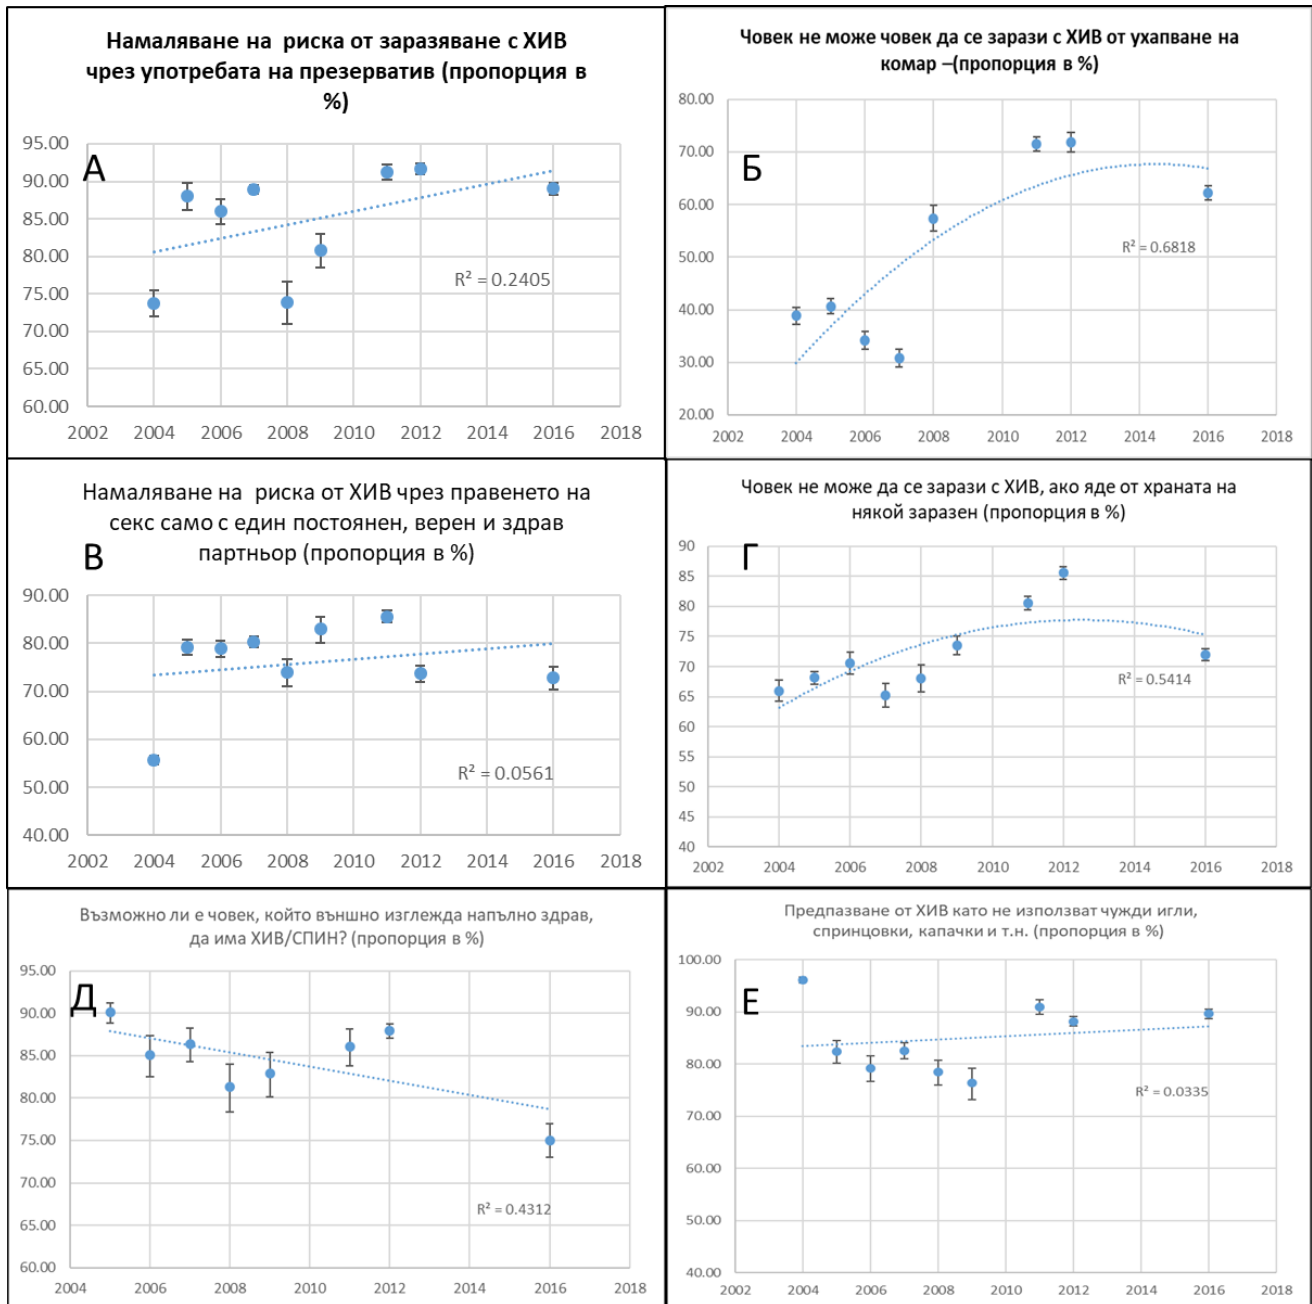 Намаляване на  риска от заразяване с ХИВ
чрез употребата на презерватив (пропорция в
%)
А
95.00
90.00
85.00
80.00
75.00
70.00
65.00
60.00
R² = 0.2405
2002 2004 2006 2008 2010 2012 2014 2016 2018
Човек не може човек да се зарази с ХИВ от ухапване на
комар –(пропорция в %)
Б
80.00
70.00
60.00
50.00
40.00
30.00
20.00
R² = 0.6818
2002 2004 2006 2008 2010 2012 2014 2016 2018
Намаляване на  риска от ХИВ чрез правенето на
секс само с един постоянен, верен и здрав
партньор (пропорция в %)
В
90.00
80.00
70.00
60.00
50.00
40.00
R² = 0.0561
2002 2004 2006 2008 2010 2012 2014 2016 2018
Човек не може да се зарази с ХИВ, ако яде от храната на
някой заразен (пропорция в %)
Г
90
85
80
75
70
65
60
55
50
45
40
R² = 0.5414
2002 2004 2006 2008 2010 2012 2014 2016 2018
Възможно ли е човек, който външно изглежда напълно здрав,
да има ХИВ/СПИН? (пропорция в %)
Д
95.00
90.00
85.00
80.00
75.00
70.00
65.00
60.00
R² = 0.4312
2004 2006 2008 2010 2012 2014 2016 2018
Предпазване от ХИВ като не използват чужди игли,
спринцовки, капачки и т.н. (пропорция в %)
Е
100.00
90.00
80.00
70.00
60.00
50.00
40.00
R² = 0.0335
2002 2004 2006 2008 2010 2012 2014 2016 2018